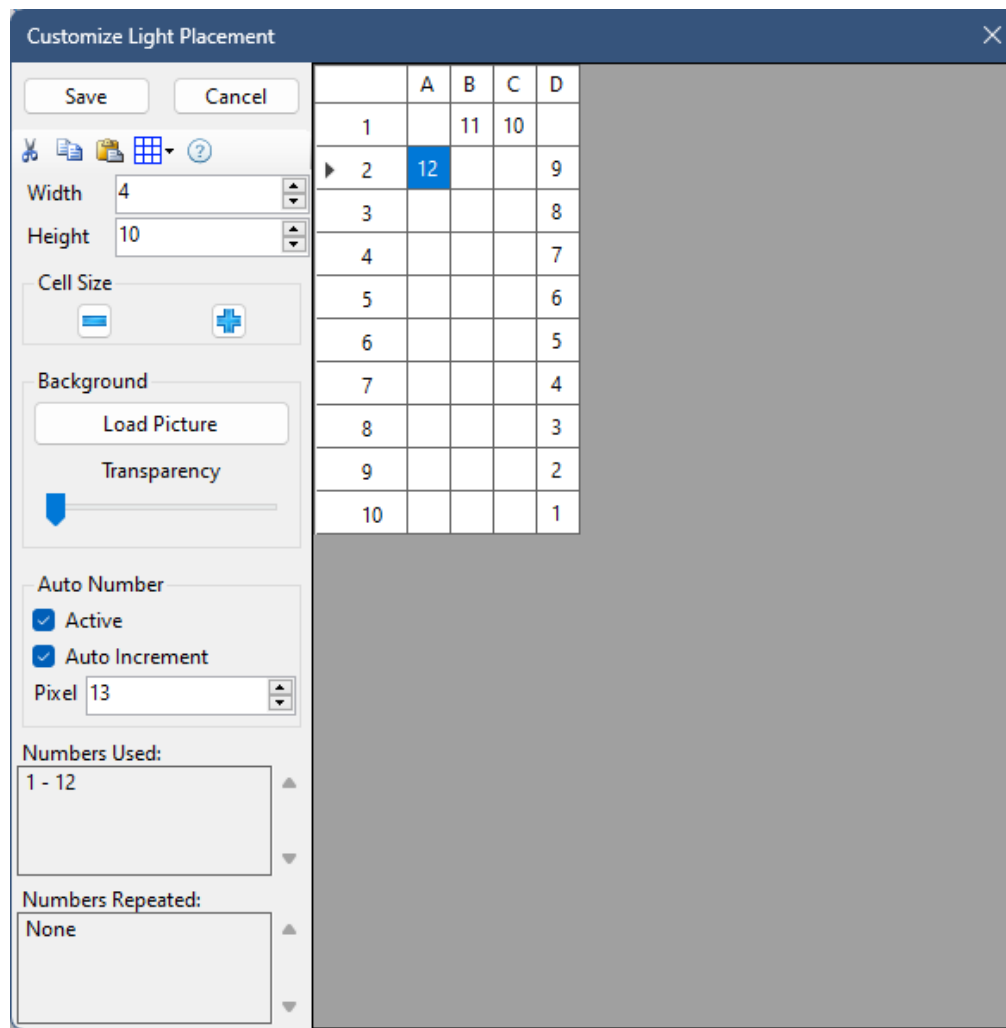 Customize Light Placement
Save Cancel
Width 4
Height 10
Cell Size
Background
Load Picture
Transparency
Auto Number
Active
Auto Increment
Pixel 13
Numbers Used:
1 - 12
Numbers Repeated:
None
A B C D
1 11 10
2 12 9
3 8
4 7
5 6
6 5
7 4
8 3
9 2
10 1